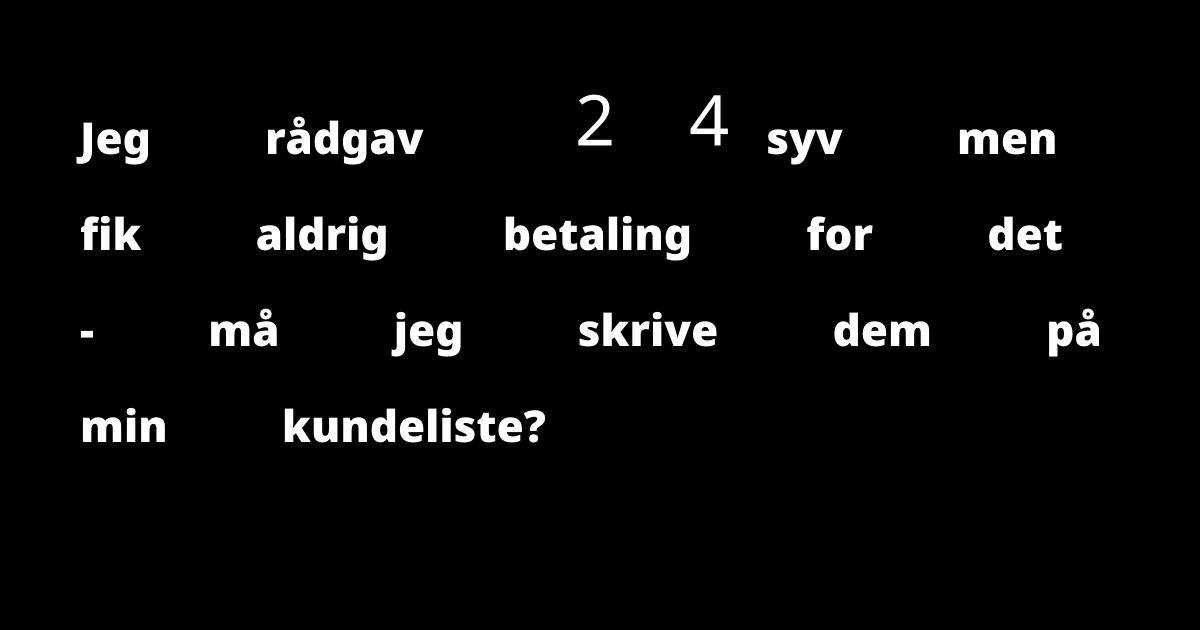 Jeg rådgav 2 4 syv men
fik aldrig betaling for det
- må jeg skrive dem på
min kundeliste?